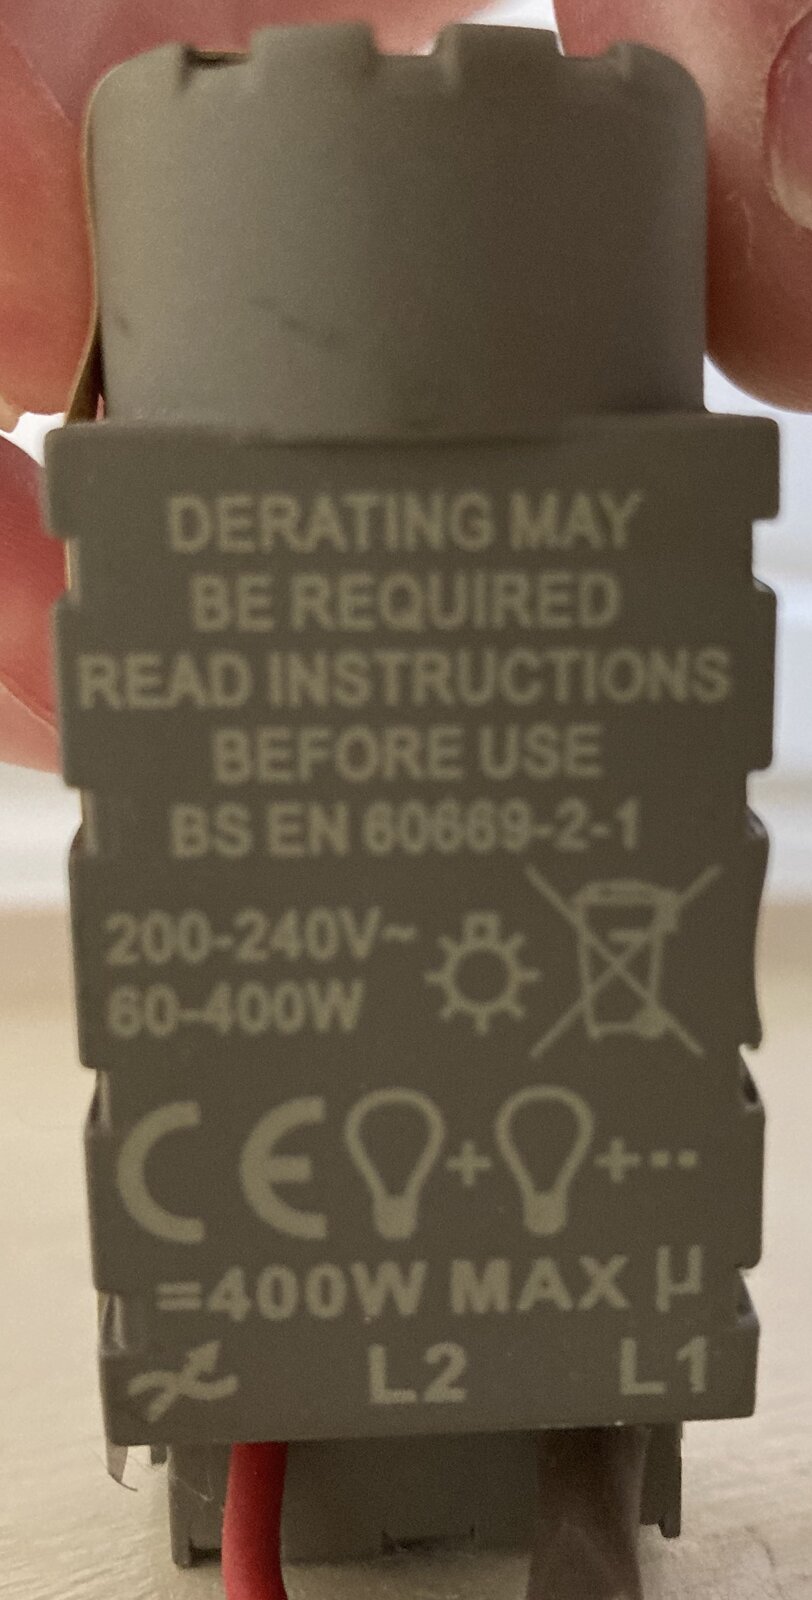 DERATING MAY
BE REQUIRED
READ INSTRUCTIONS
BEFORE USE
BS EN 60669-2-1
200-240V~
60-400W
CE + +··
=400W MAX μ
L2 L1